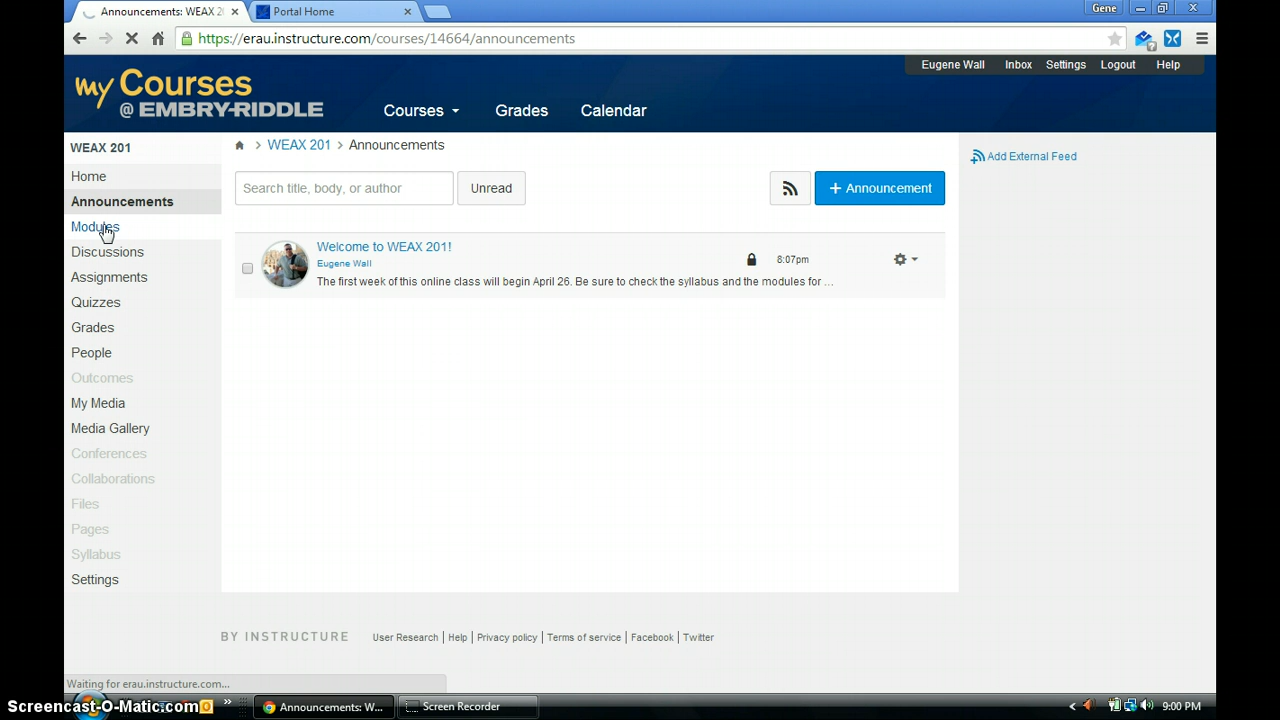 Announcements: WEAX 2
Portal Home
Gene
https://erau.instructure.com/courses/14664/announcements
Eugene Wall
Inbox
Settings
Logout
Help
my Courses
@ EMBRY-RIDDLE
Courses
Grades
Calendar
WEAX 201
Home
Announcements
Modules
Discussions
Assignments
Quizzes
Grades
People
Outcomes
My Media
Media Gallery
Conferences
Collaborations
Files
Pages
Syllabus
Settings
> WEAX 201 > Announcements
Search title, body, or author
Unread
+ Announcement
Add External Feed
Welcome to WEAX 201!
Eugene Wall
8:07pm
The first week of this online class will begin April 26. Be sure to check the syllabus and the modules for ...
BY INSTRUCTURE
User Research | Help | Privacy policy | Terms of service | Facebook | Twitter
Waiting for erau.instructure.com...
Screencast-O-Matic.com
Announcements: W...
Screen Recorder
9:00 PM